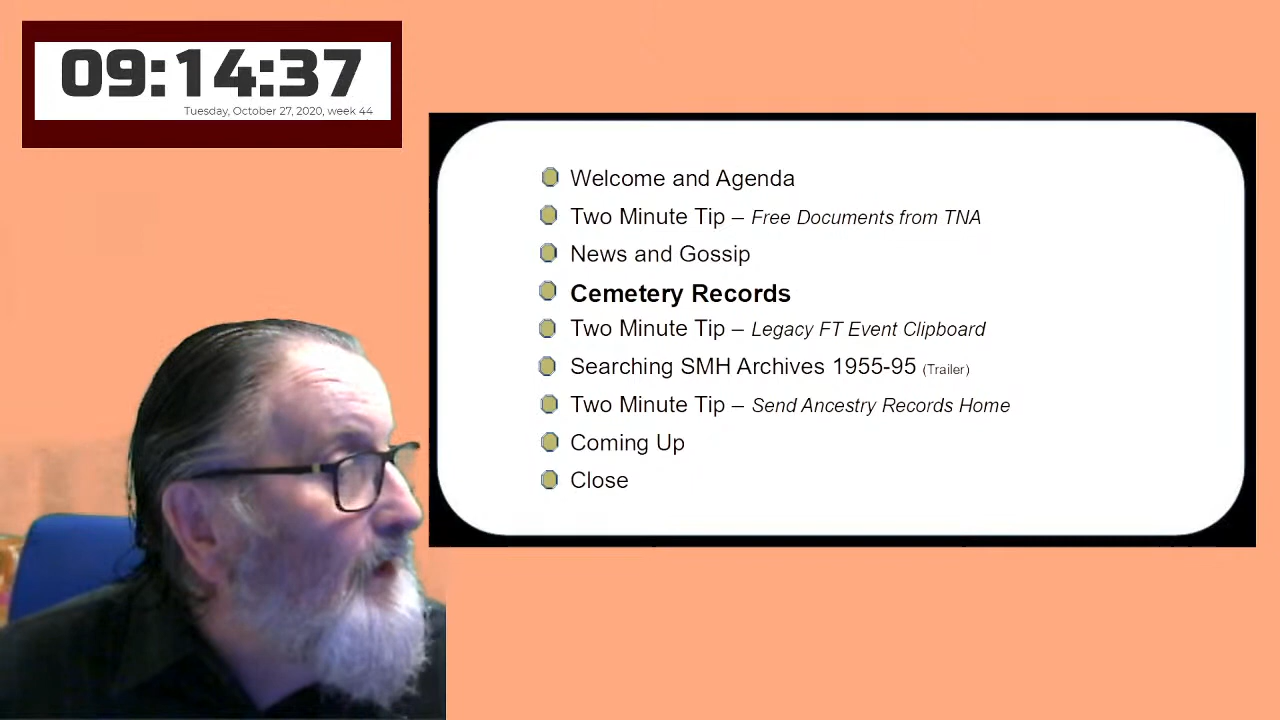 09:14:37
Tuesday, October 27, 2020, week 44
Welcome and Agenda
Two Minute Tip – Free Documents from TNA
News and Gossip
Cemetery Records
Two Minute Tip – Legacy FT Event Clipboard
Searching SMH Archives 1955-95 (Trailer)
Two Minute Tip – Send Ancestry Records Home
Coming Up
Close